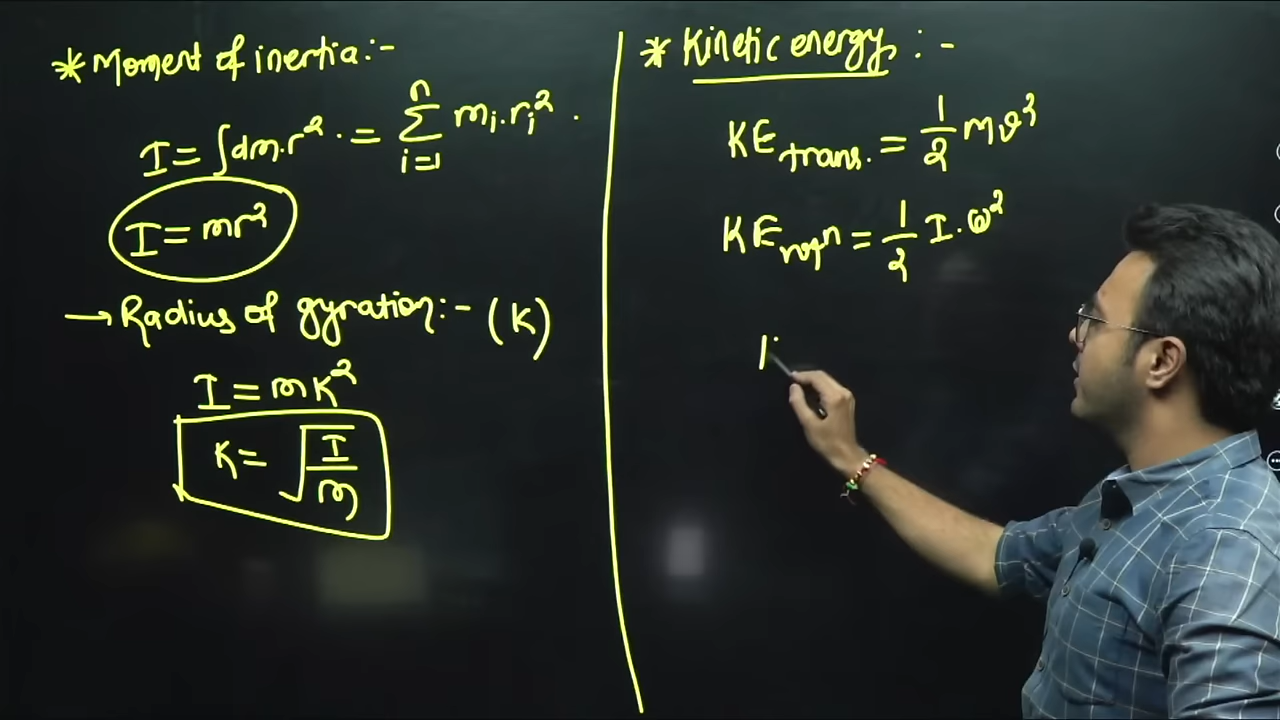 * Moment of inertia:-
I = ∫dm.r² . = ∑ i=1 n mᵢ.rᵢ² .
I = mr²
→ Radius of gyration:- (K)
I = mK²
K = √(I/m)
* Kinetic energy :-
KE trans. = 1/2 mv²
KE rotⁿ = 1/2 I.ω²